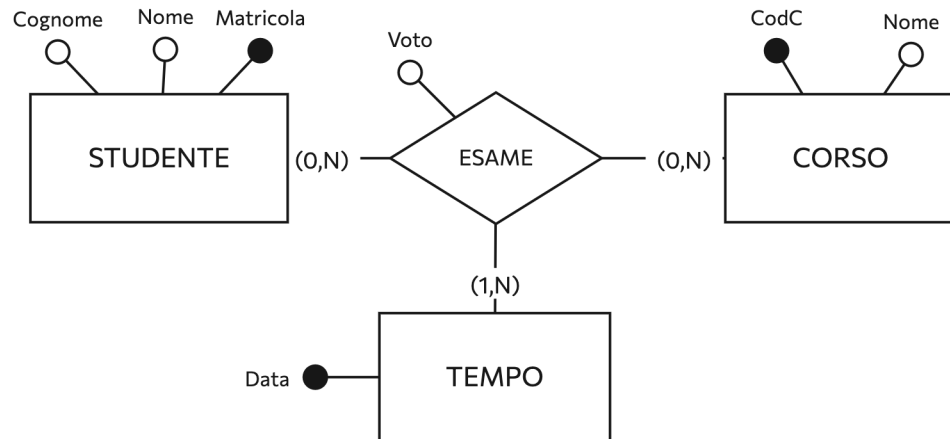 Cognome Nome Matricola
Voto
CodC Nome
STUDENTE (0,N) ESAME (0,N) CORSO
(1,N)
Data TEMPO